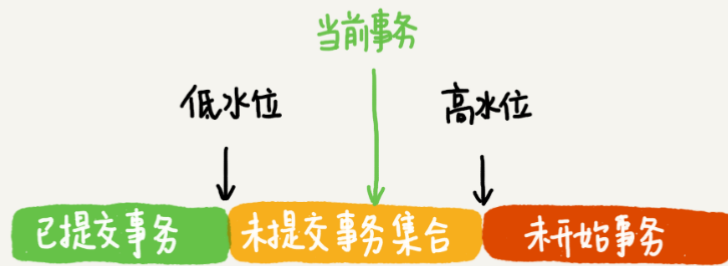 当前事务
低水位
高水位
已提交事务
未提交事务集合
未开始事务